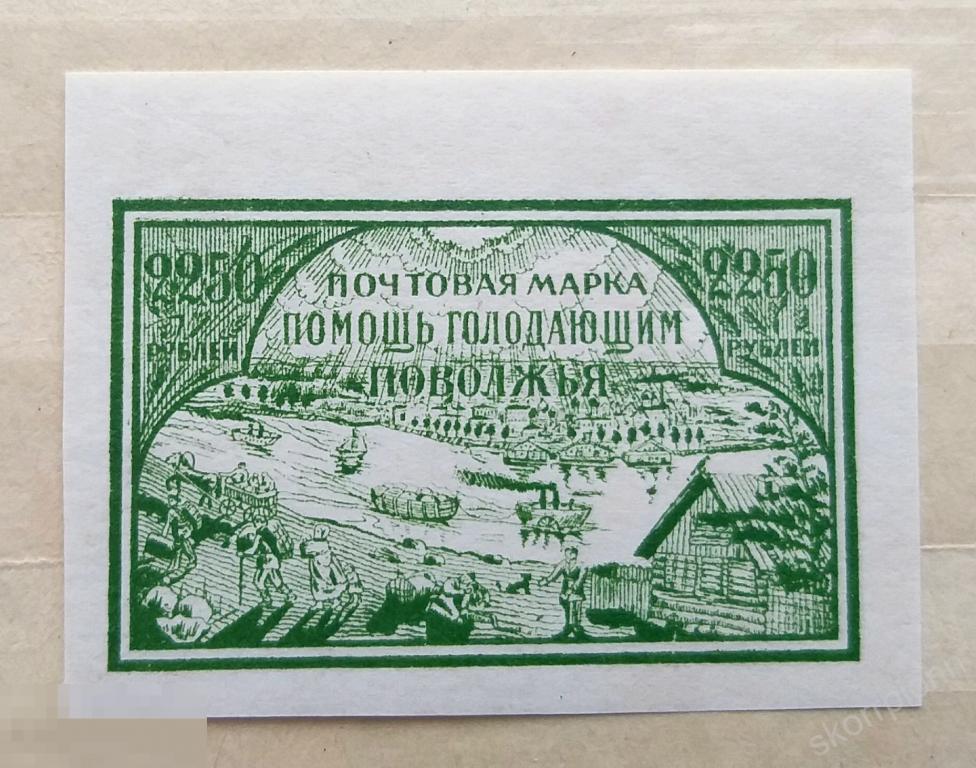 2250 2250
ПОЧТОВАЯ МАРКА
РУБЛЕЙ ПОМОЩЬ ГОЛОДАЮЩИМ РУБЛЕЙ
ПОВОЛЖЬЯ